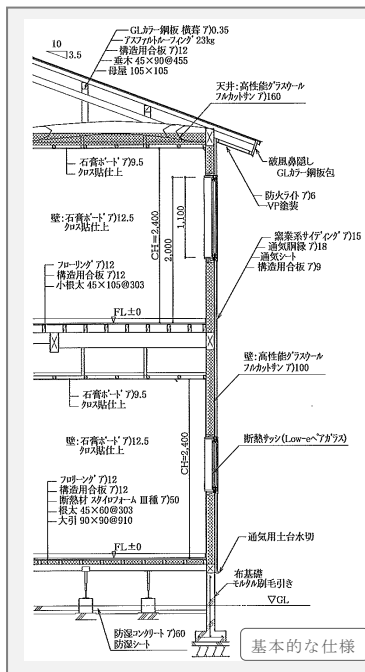 GLカラー鋼板 横葺 ア)0.35
アスファルトルーフィング 23kg
構造用合板 ア)12
垂木 45×90@455
母屋 105×105
10
3.5
天井:高性能グラスウール
フルカットサン ア)160
石膏ボード ア)9.5
クロス貼仕上
破風鼻隠し
GLカラー鋼板包
防火ライト ア)6
VP塗装
壁:石膏ボード ア)12.5
クロス貼仕上
CH=2,400
2,000
1,100
窯業系サイディング ア)15
通気胴縁 ア)18
通気シート
構造用合板 ア)9
フローリング ア)12
構造用合板 ア)12
小根太 45×105@303
FL±0
壁:高性能グラスウール
フルカットサン ア)100
石膏ボード ア)9.5
クロス貼仕上
壁:石膏ボード ア)12.5
クロス貼仕上
CH=2,400
断熱サッシ(Low-eペアガラス)
フロリーング ア)12
構造用合板 ア)12
断熱材 スタイロフォーム Ⅲ種 ア)50
根太 45×60@303
大引 90×90@910
FL±0
通気用土台水切
布基礎
モルタル刷毛引き
▽GL
防湿コンクリート ア)60
防湿シート
基本的な仕様